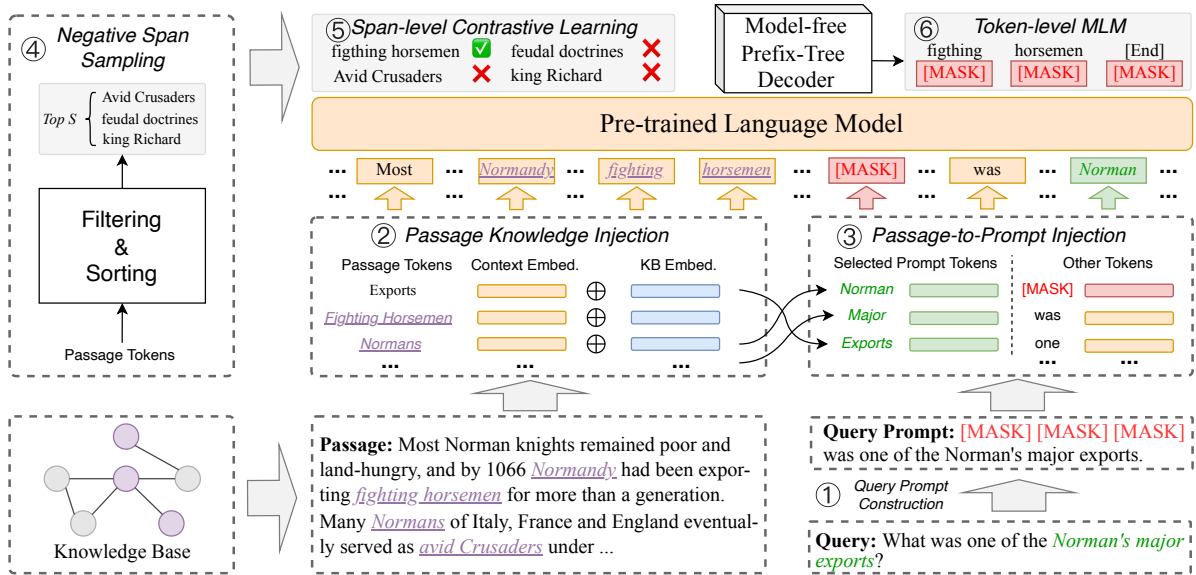 ④ Negative Span
Sampling
Top S
Avid Crusaders
feudal doctrines
king Richard
Filtering
&
Sorting
Passage Tokens
⑤ Span-level Contrastive Learning
figthing horsemen
feudal doctrines
Avid Crusaders
king Richard
Model-free
Prefix-Tree
Decoder
⑥ Token-level MLM
figthing horsemen [End]
[MASK] [MASK] [MASK]
Pre-trained Language Model
... Most ... Normandy ... fighting ... horsemen ... [MASK] ... was ... Norman ...
... ... ... ... ... ... ... ...
② Passage Knowledge Injection
Passage Tokens Context Embed. KB Embed.
Exports
Fighting Horsemen
Normans
... ... ...
③ Passage-to-Prompt Injection
Selected Prompt Tokens
Norman
Major
Exports
Other Tokens
[MASK]
was
one
... ...
Knowledge Base
Passage: Most Norman knights remained poor and
land-hungry, and by 1066 Normandy had been expor-
ting fighting horsemen for more than a generation.
Many Normans of Italy, France and England eventual-
ly served as avid Crusaders under ...
Query Prompt: [MASK] [MASK] [MASK]
was one of the Norman's major exports.
① Query Prompt
Construction
Query: What was one of the Norman's major
exports?